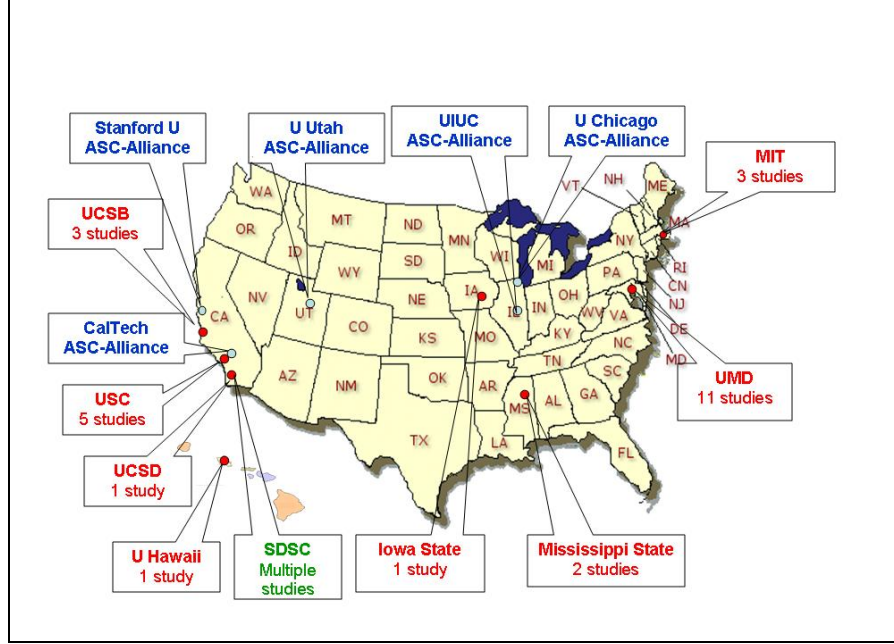 Stanford U
ASC-Alliance
U Utah
ASC-Alliance
UIUC
ASC-Alliance
U Chicago
ASC-Alliance
MIT
3 studies
UCSB
3 studies
CalTech
ASC-Alliance
USC
5 studies
UCSD
1 study
U Hawaii
1 study
SDSC
Multiple
studies
Iowa State
1 study
Mississippi State
2 studies
UMD
11 studies
WA
OR
CA
ID
NV
MT
WY
UT
AZ
CO
NM
ND
SD
NE
KS
OK
TX
MN
IA
MO
AR
LA
WI
IL
MI
IN
OH
KY
TN
MS
AL
GA
FL
SC
NC
VA
WV
PA
NY
VT
NH
ME
MA
RI
CN
NJ
DE
MD